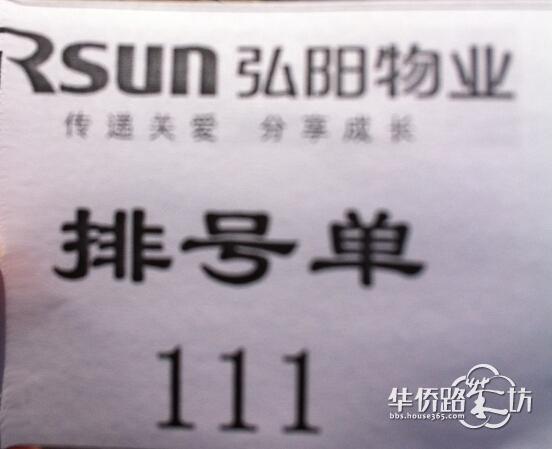 Rsun 弘阳物业
传递关爱 分享成长
排号单
111
华侨路茶坊
bbs.house365.com